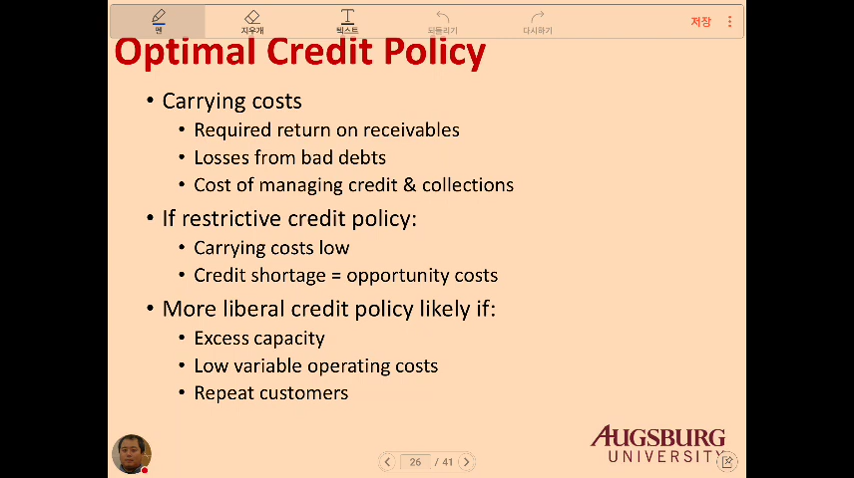 펜 지우개 텍스트 되돌리기 다시하기 저장
Optimal Credit Policy
• Carrying costs
• Required return on receivables
• Losses from bad debts
• Cost of managing credit & collections
• If restrictive credit policy:
• Carrying costs low
• Credit shortage = opportunity costs
• More liberal credit policy likely if:
• Excess capacity
• Low variable operating costs
• Repeat customers
AUGSBURG
UNIVERSITY
26 / 41